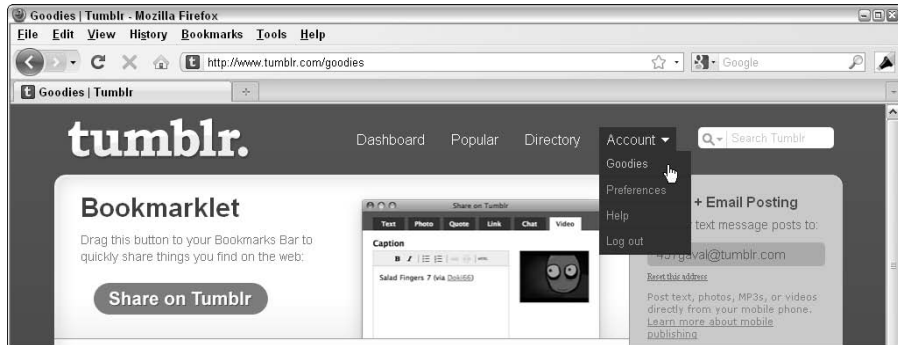 Goodies | Tumblr - Mozilla Firefox
File Edit View History Bookmarks Tools Help
http://www.tumblr.com/goodies
Google
Goodies | Tumblr
tumblr.
Dashboard Popular Directory Account Search Tumblr
Goodies
Preferences
Help
Log out
Bookmarklet
Drag this button to your Bookmarks Bar to
quickly share things you find on the web:
Share on Tumblr
Share on Tumblr
Text Photo Quote Link Chat Video
Caption
B I
HTML
Salad Fingers 7 (via Doki66)
+ Email Posting
text message posts to:
@tumblr.com
Reset this address
Post text, photos, MP3s, or videos
directly from your mobile phone.
Learn more about mobile
publishing